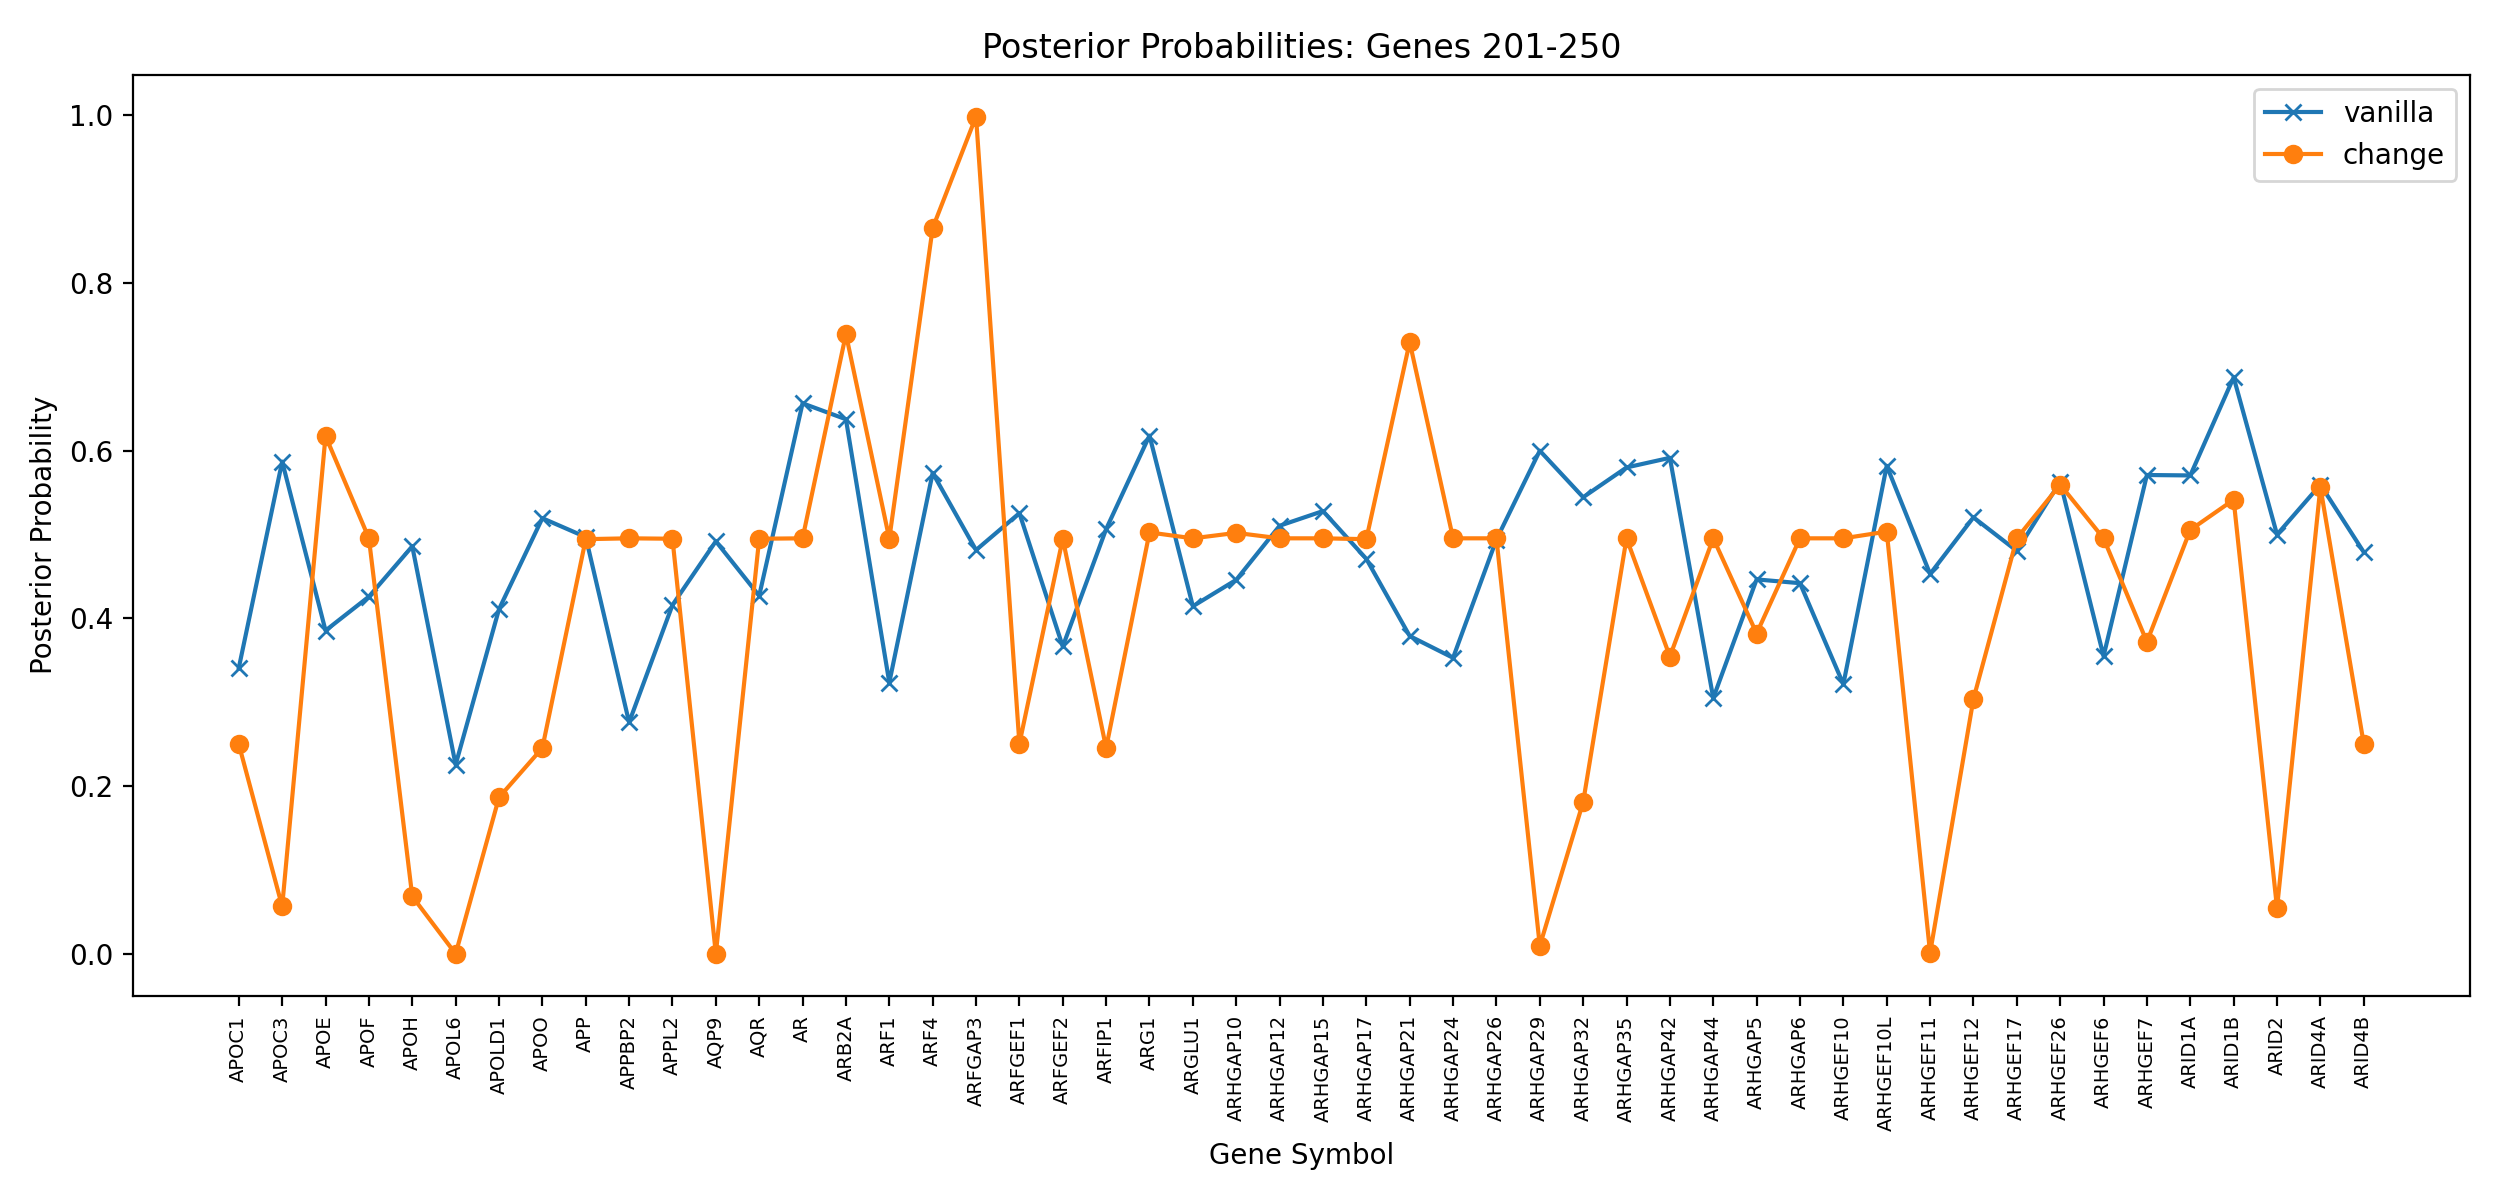 Posterior Probabilities: Genes 201-250
vanilla
change
Posterior Probability
1.0
0.8
0.6
0.4
0.2
0.0
APOC1
APOC3
APOE
APOF
APOH
APOL6
APOLD1
APOO
APP
APPBP2
APPL2
AQP9
AQR
AR
ARB2A
ARF1
ARF4
ARFGAP3
ARFGEF1
ARFGEF2
ARFIP1
ARG1
ARGLU1
ARHGAP10
ARHGAP12
ARHGAP15
ARHGAP17
ARHGAP21
ARHGAP24
ARHGAP26
ARHGAP29
ARHGAP32
ARHGAP35
ARHGAP42
ARHGAP44
ARHGAP5
ARHGAP6
ARHGEF10
ARHGEF10L
ARHGEF11
ARHGEF12
ARHGEF17
ARHGEF26
ARHGEF6
ARHGEF7
ARID1A
ARID1B
ARID2
ARID4A
ARID4B
Gene Symbol